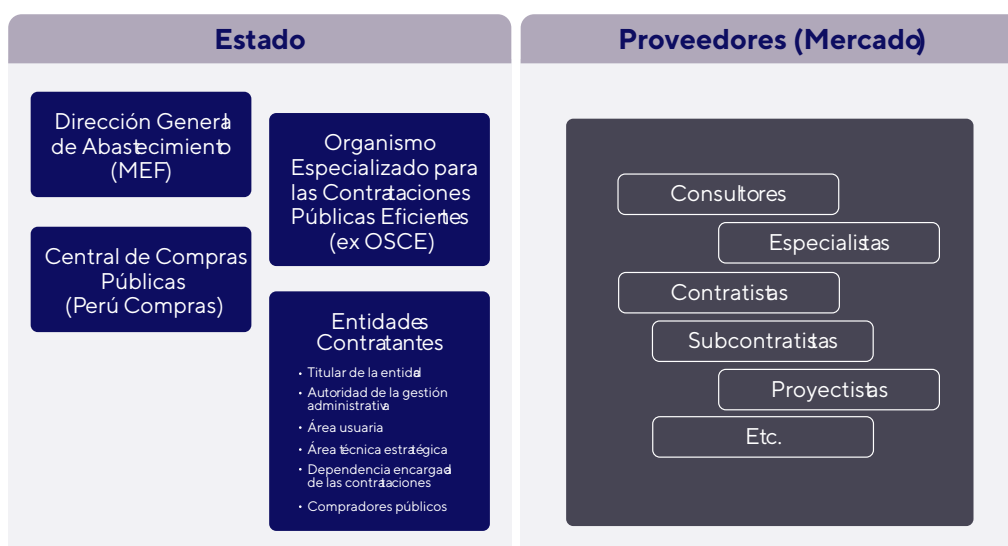 Estado
Dirección General
de Abastecimiento
(MEF)
Central de Compras
Públicas
(Perú Compras)
Organismo
Especializado para
las Contrataciones
Públicas Eficientes
(ex OSCE)
Entidades
Contratantes
• Titular de la entidad
• Autoridad de la gestión
administrativa
• Área usuaria
• Área técnica estratégica
• Dependencia encargada
de las contrataciones
• Compradores públicos
Proveedores (Mercado)
Consultores
Especialistas
Contratistas
Subcontratistas
Proyectistas
Etc.